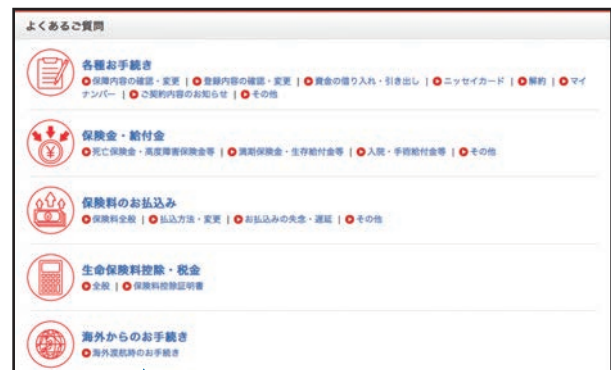 よくあるご質問
各種お手続き
保障内容の確認・変更 | 登録内容の確認・変更 | 資金の借り入れ・引き出し | ニッセイカード | 解約 | マイ
ナンバー | ご契約内容のお知らせ | その他
保険金・給付金
死亡保険金・高度障害保険金等 | 満期保険金・生存給付金等 | 入院・手術給付金等 | その他
保険料のお払込み
保険料全般 | 払込方法・変更 | お払込みの失念・遅延 | その他
生命保険料控除・税金
全般 | 保険料控除証明書
海外からのお手続き
海外渡航時のお手続き